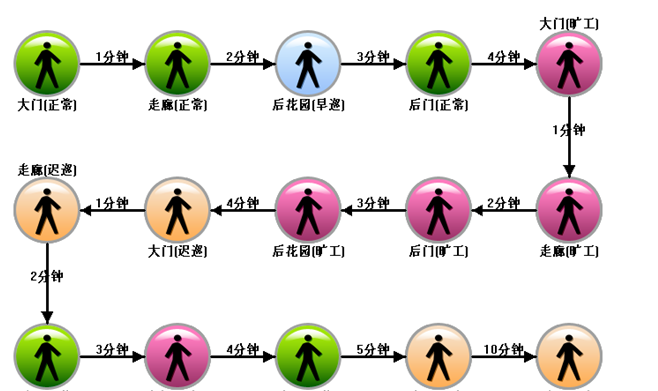 大门(旷工)
1分钟
2分钟
3分钟
4分钟
大门(正常)
走廊(正常)
后花园(早巡)
后门(正常)
1分钟
走廊(迟巡)
1分钟
4分钟
3分钟
2分钟
大门(迟巡)
后花园(旷工)
后门(旷工)
走廊(旷工)
2分钟
3分钟
4分钟
5分钟
10分钟